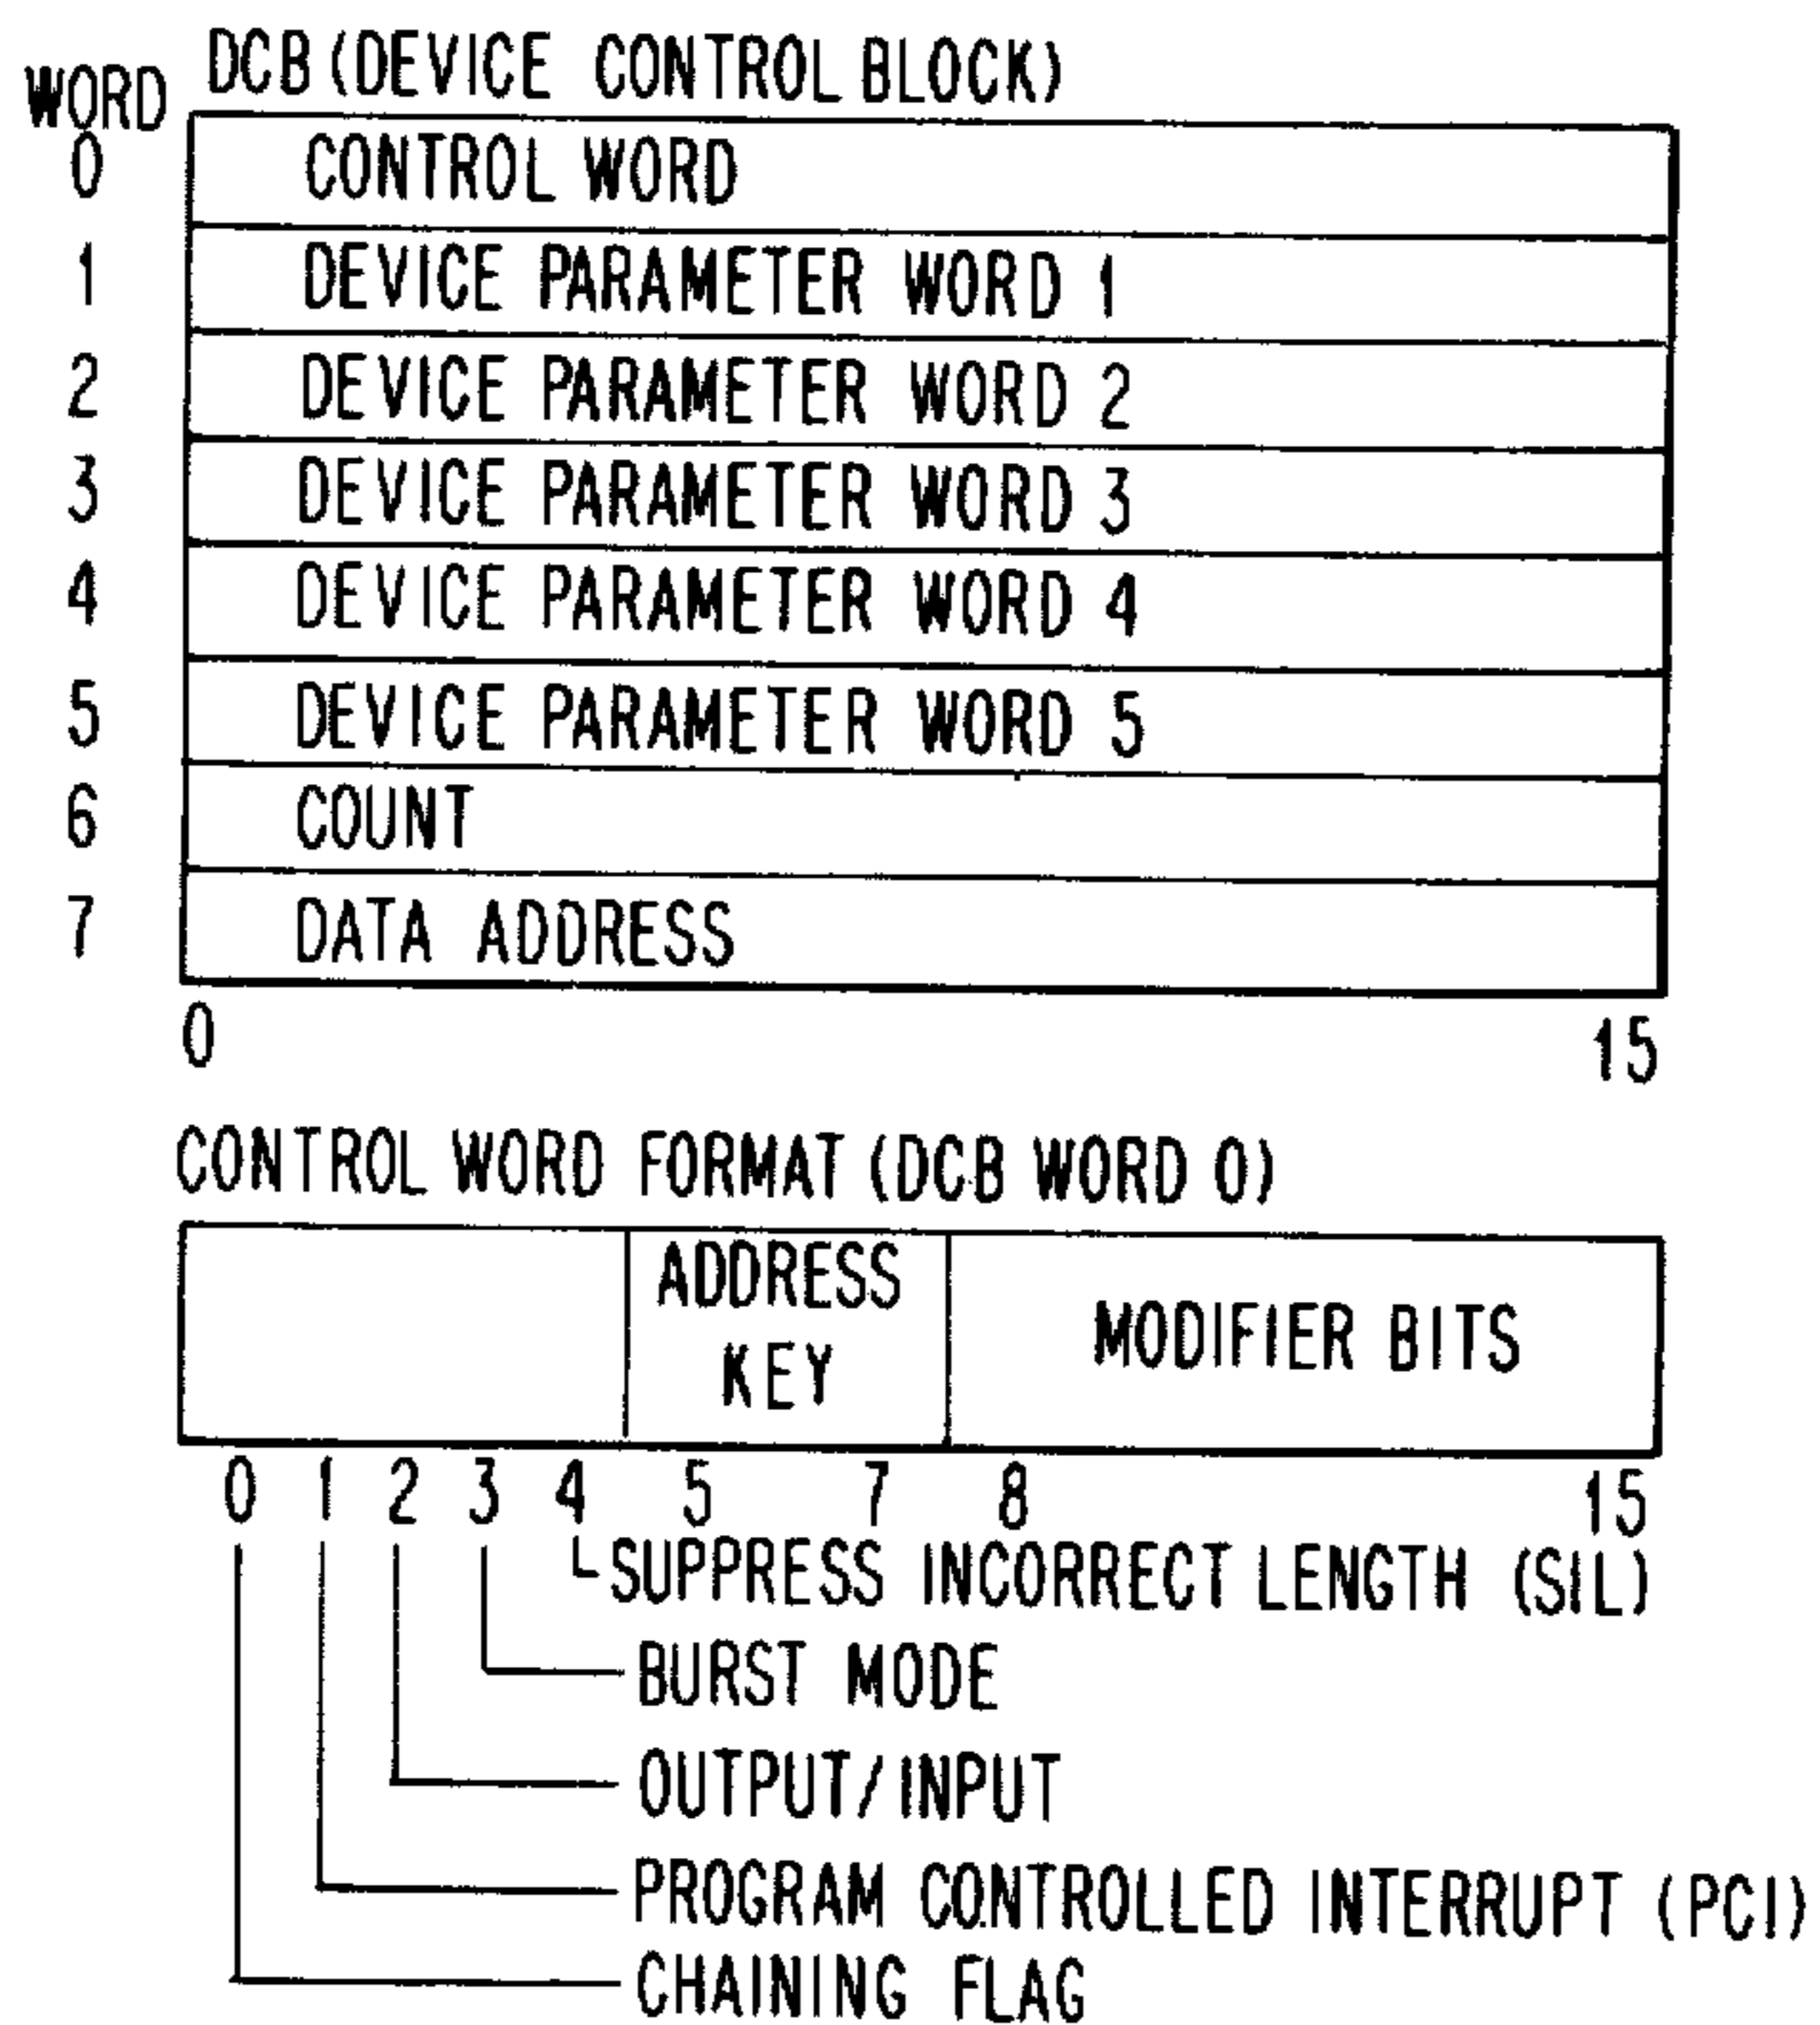 DCB (DEVICE CONTROL BLOCK)
WORD
0 CONTROL WORD
1 DEVICE PARAMETER WORD 1
2 DEVICE PARAMETER WORD 2
3 DEVICE PARAMETER WORD 3
4 DEVICE PARAMETER WORD 4
5 DEVICE PARAMETER WORD 5
6 COUNT
7 DATA ADDRESS
0 15
CONTROL WORD FORMAT (DCB WORD 0)
ADDRESS
KEY
MODIFIER BITS
0 1 2 3 4 5 7 8 15
SUPPRESS INCORRECT LENGTH (SIL)
BURST MODE
OUTPUT/INPUT
PROGRAM CONTROLLED INTERRUPT (PCI)
CHAINING FLAG